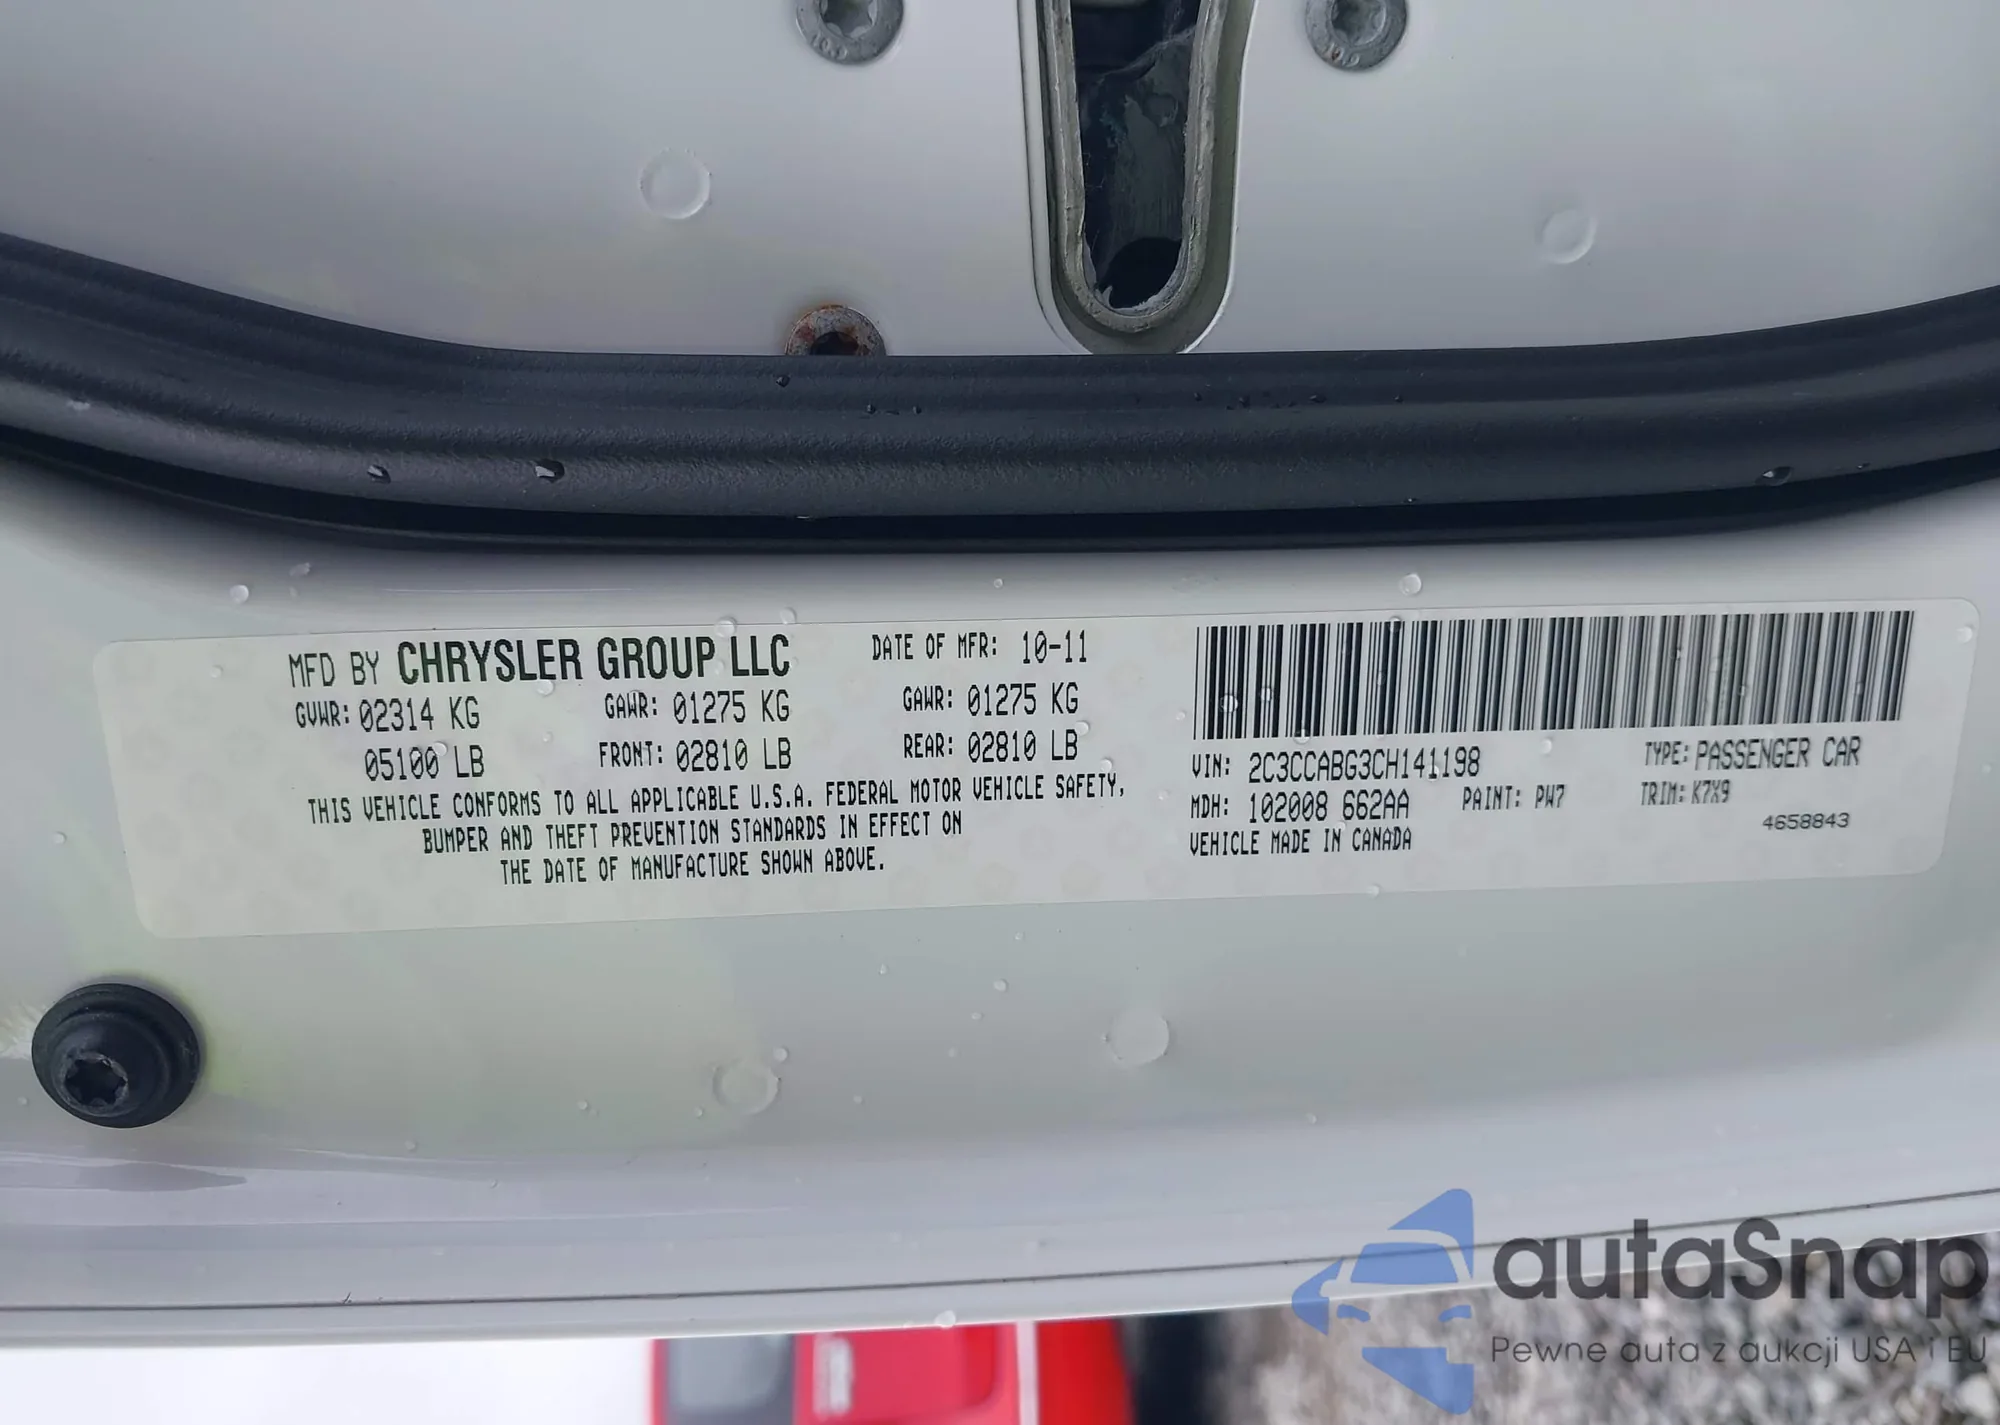 MFD BY CHRYSLER GROUP LLC DATE OF MFR: 10-11
GVWR: 02314 KG GAWR: 01275 KG GAWR: 01275 KG
05100 LB FRONT: 02810 LB REAR: 02810 LB
THIS VEHICLE CONFORMS TO ALL APPLICABLE U.S.A. FEDERAL MOTOR VEHICLE SAFETY,
BUMPER AND THEFT PREVENTION STANDARDS IN EFFECT ON
THE DATE OF MANUFACTURE SHOWN ABOVE.
VIN: 2C3CCABG3CH141198 TYPE: PASSENGER CAR
MDH: 102008 662AA PAINT: PW7 TRIM: K7X9
VEHICLE MADE IN CANADA 4658843
autaSnap
Pewne auta z aukcji USA i EU